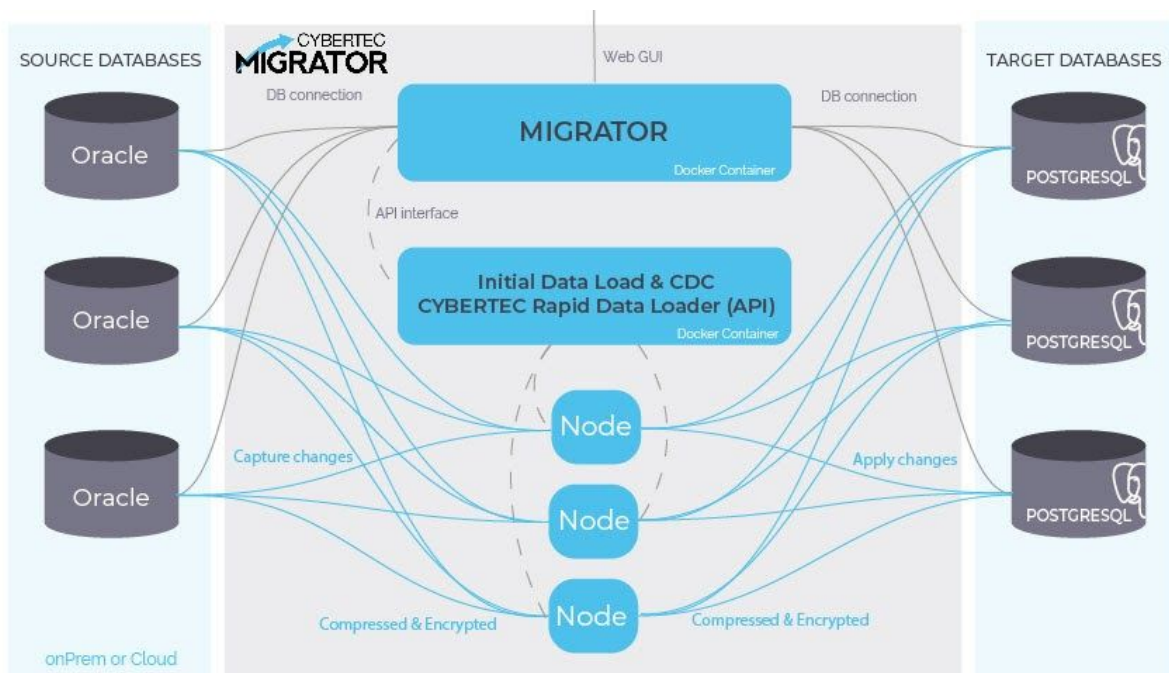 SOURCE DATABASES
CYBERTEC
MIGRATOR
Web GUI
TARGET DATABASES
DB connection
DB connection
MIGRATOR
Docker Container
Oracle
POSTGRESQL
API interface
Initial Data Load & CDC
CYBERTEC Rapid Data Loader (API)
Docker Container
Oracle
POSTGRESQL
Node
Capture changes
Apply changes
Oracle
POSTGRESQL
Node
Node
Compressed & Encrypted
Compressed & Encrypted
onPrem or Cloud